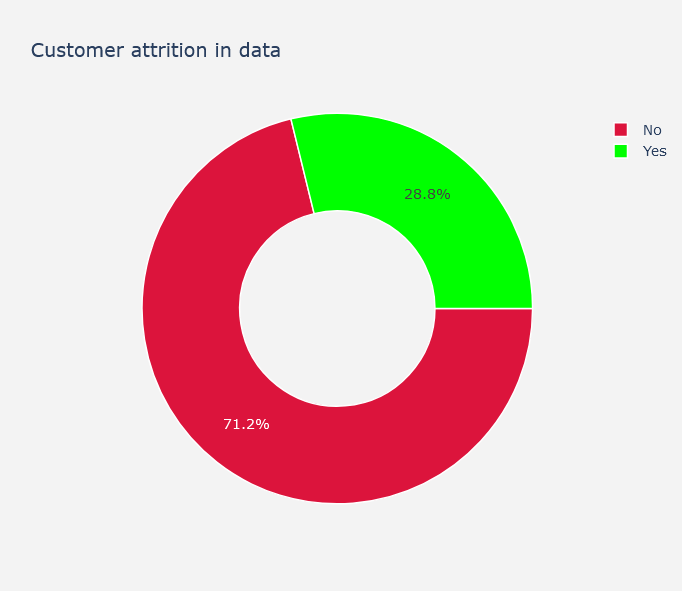 Customer attrition in data
No
Yes
28.8%
71.2%